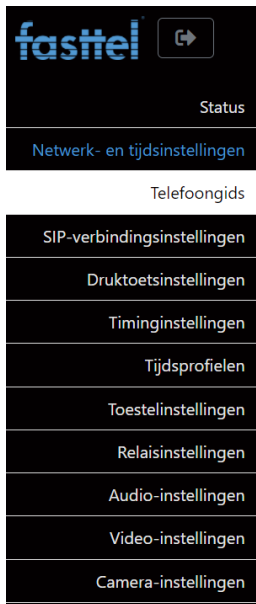 fasttel
Status
Netwerk- en tijdsinstellingen
Telefoongids
SIP-verbindingsinstellingen
Druktoetsinstellingen
Timinginstellingen
Tijdsprofielen
Toestelinstellingen
Relaisinstellingen
Audio-instellingen
Video-instellingen
Camera-instellingen